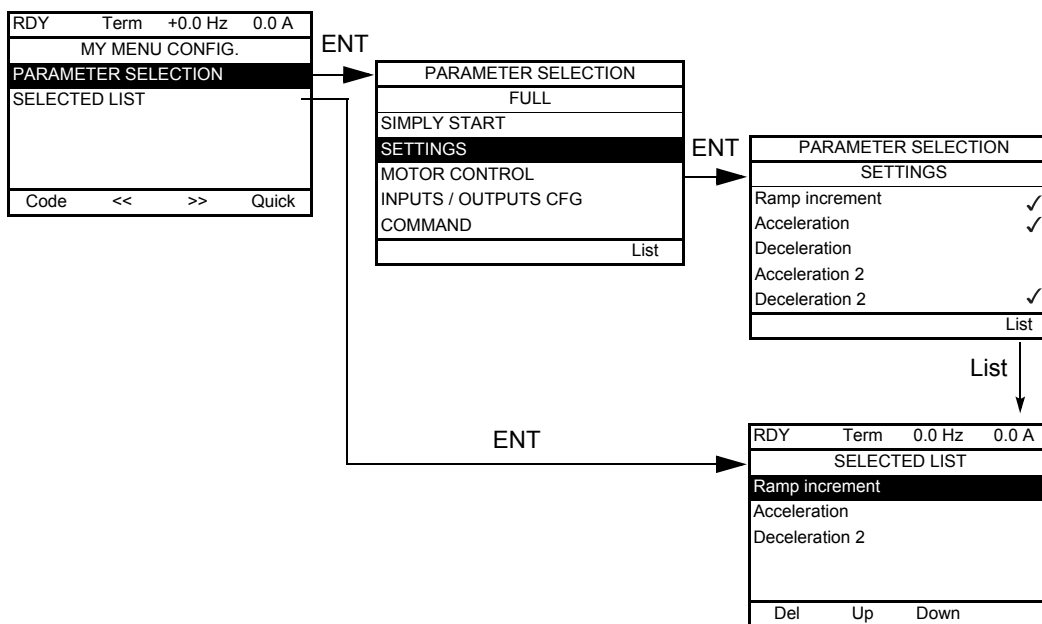 RDY Term +0.0 Hz 0.0 A
MY MENU CONFIG.
PARAMETER SELECTION
SELECTED LIST
Code << >> Quick
ENT
PARAMETER SELECTION
FULL
SIMPLY START
SETTINGS
MOTOR CONTROL
INPUTS / OUTPUTS CFG
COMMAND
List
ENT
PARAMETER SELECTION
SETTINGS
Ramp increment ✓
Acceleration ✓
Deceleration
Acceleration 2
Deceleration 2 ✓
List
List
ENT
RDY Term 0.0 Hz 0.0 A
SELECTED LIST
Ramp increment
Acceleration
Deceleration 2
Del Up Down